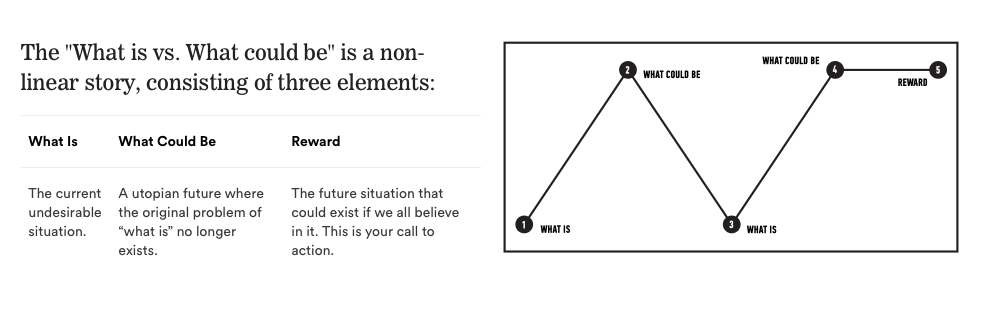 The "What is vs. What could be" is a non-
linear story, consisting of three elements:
What Is
What Could Be
Reward
The current
undesirable
situation.
A utopian future where
the original problem of
“what is” no longer
exists.
The future situation that
could exist if we all believe
in it. This is your call to
action.
1 WHAT IS
2 WHAT COULD BE
3 WHAT IS
WHAT COULD BE 4
5
REWARD